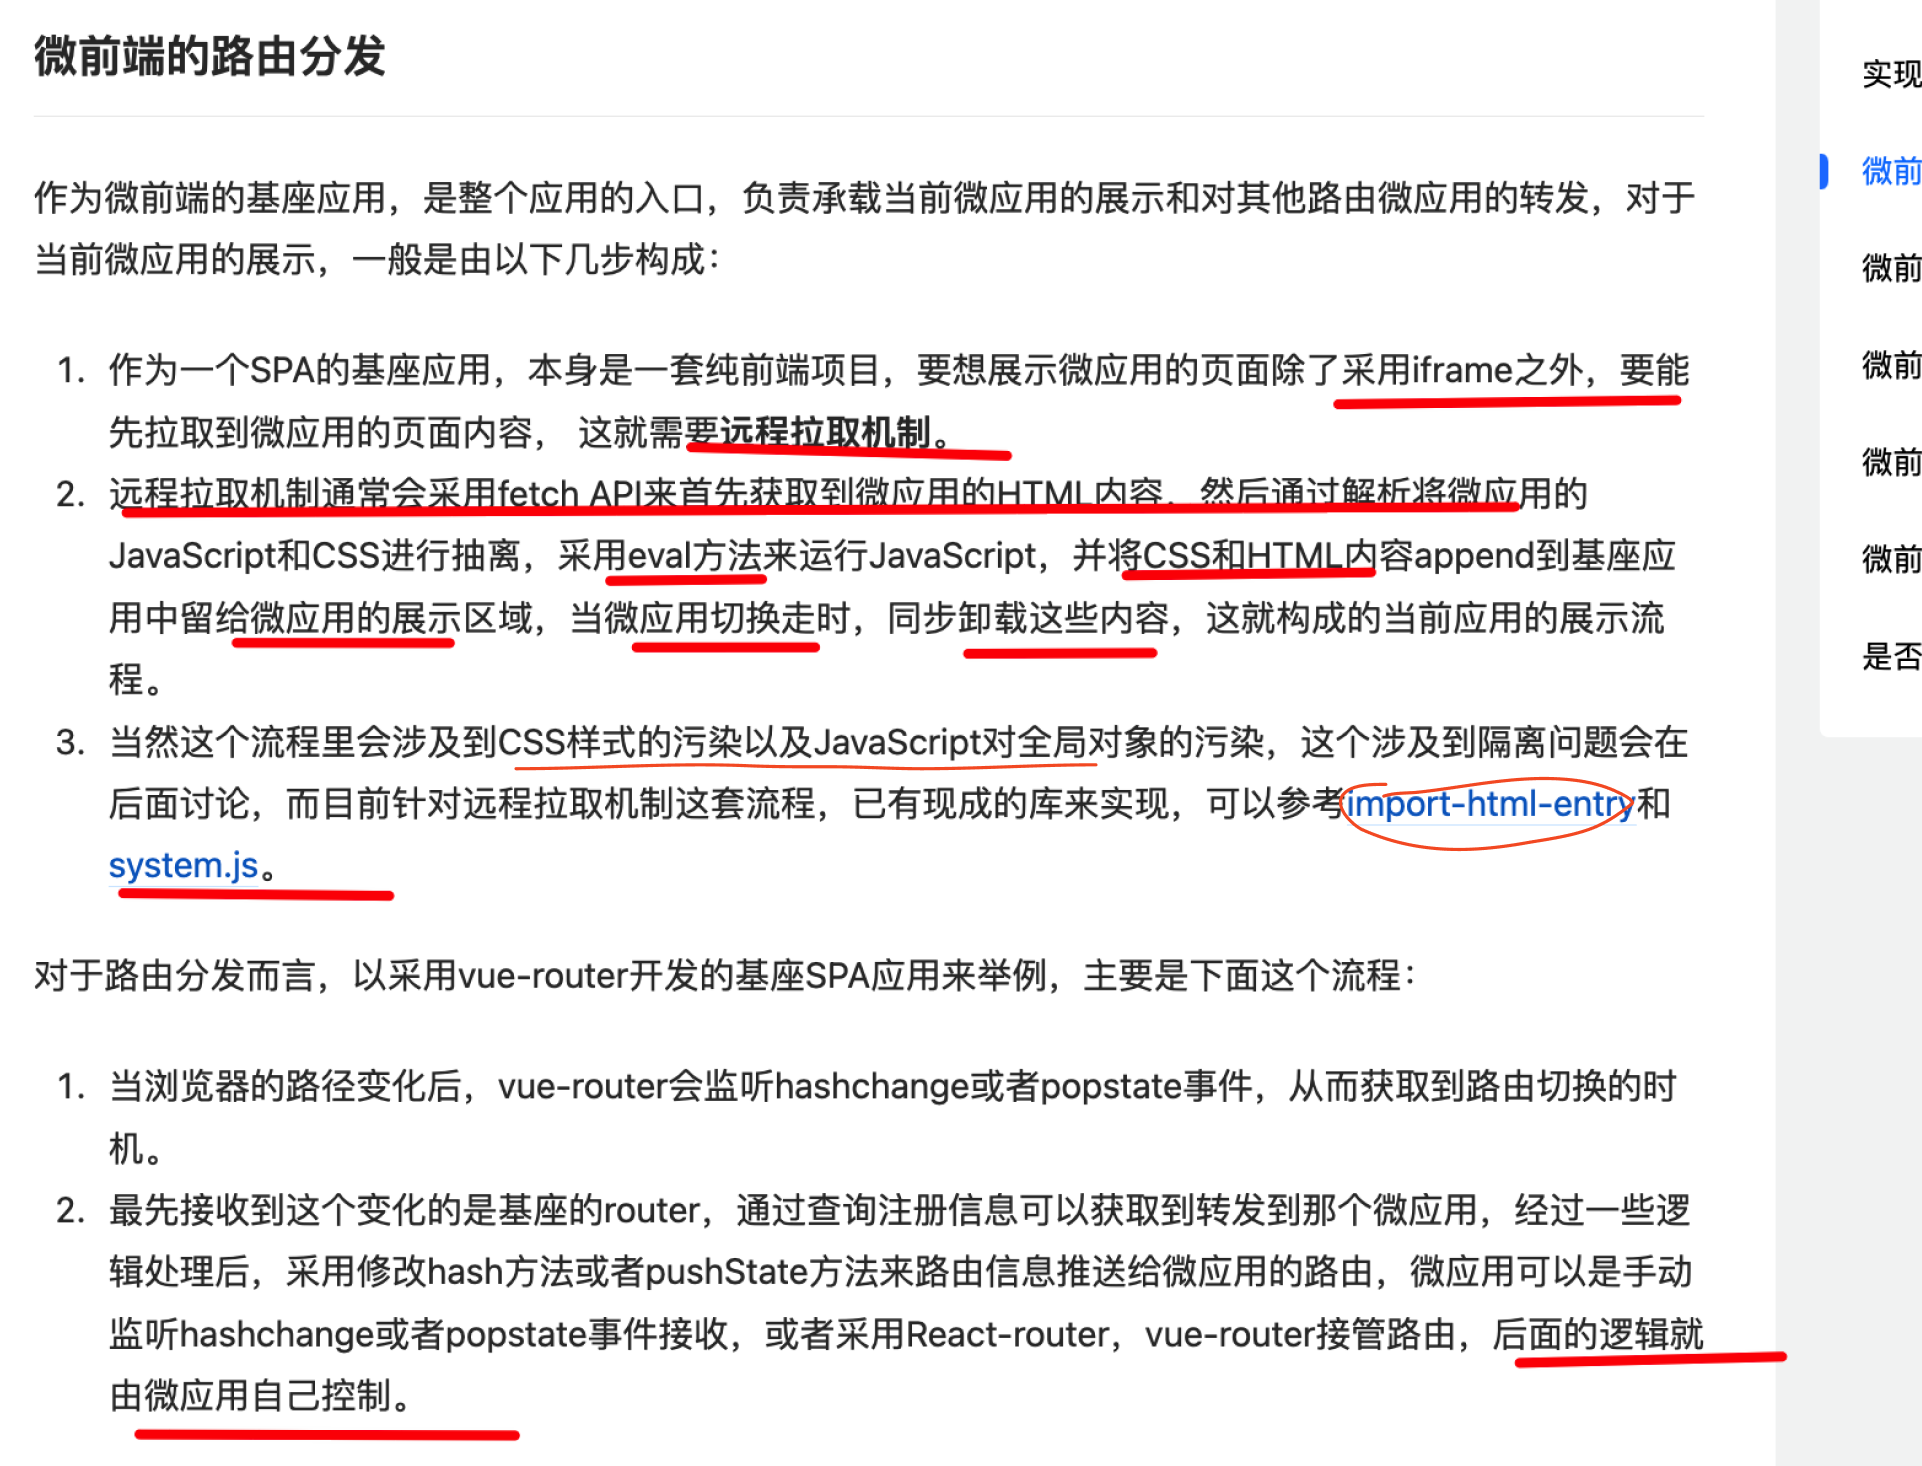 微前端的路由分发
作为微前端的基座应用，是整个应用的入口，负责承载当前微应用的展示和对其他路由微应用的转发，对于
当前微应用的展示，一般是由以下几步构成：
1. 作为一个SPA的基座应用，本身是一套纯前端项目，要想展示微应用的页面除了采用iframe之外，要能
先拉取到微应用的页面内容， 这就需要远程拉取机制。
2. 远程拉取机制通常会采用fetch API来首先获取到微应用的HTML内容，然后通过解析将微应用的
JavaScript和CSS进行抽离，采用eval方法来运行JavaScript，并将CSS和HTML内容append到基座应
用中留给微应用的展示区域，当微应用切换走时，同步卸载这些内容，这就构成的当前应用的展示流
程。
3. 当然这个流程里会涉及到CSS样式的污染以及JavaScript对全局对象的污染，这个涉及到隔离问题会在
后面讨论，而目前针对远程拉取机制这套流程，已有现成的库来实现，可以参考import-html-entry和
system.js。
对于路由分发而言，以采用vue-router开发的基座SPA应用来举例，主要是下面这个流程：
1. 当浏览器的路径变化后，vue-router会监听hashchange或者popstate事件，从而获取到路由切换的时
机。
2. 最先接收到这个变化的是基座的router，通过查询注册信息可以获取到转发到那个微应用，经过一些逻
辑处理后，采用修改hash方法或者pushState方法来路由信息推送给微应用的路由，微应用可以是手动
监听hashchange或者popstate事件接收，或者采用React-router，vue-router接管路由，后面的逻辑就
由微应用自己控制。
实现
微前
微前
微前
微前
微前
是否